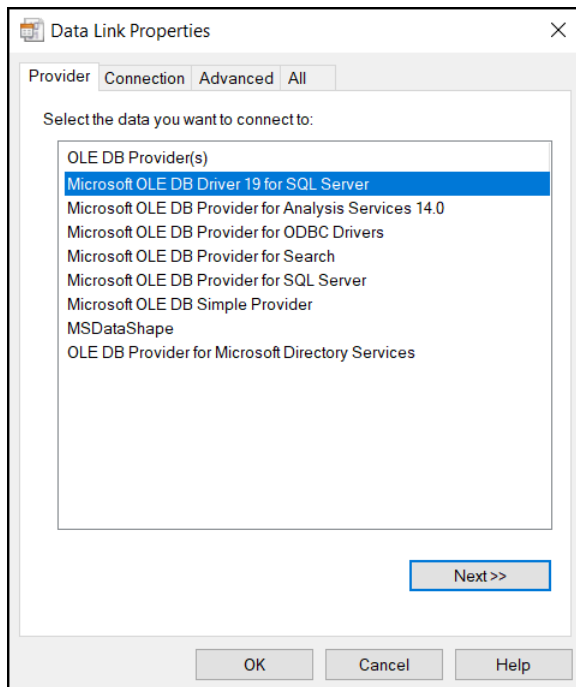 Data Link Properties
Provider Connection Advanced All
Select the data you want to connect to:
OLE DB Provider(s)
Microsoft OLE DB Driver 19 for SQL Server
Microsoft OLE DB Provider for Analysis Services 14.0
Microsoft OLE DB Provider for ODBC Drivers
Microsoft OLE DB Provider for Search
Microsoft OLE DB Provider for SQL Server
Microsoft OLE DB Simple Provider
MSDataShape
OLE DB Provider for Microsoft Directory Services
Next >>
OK Cancel Help